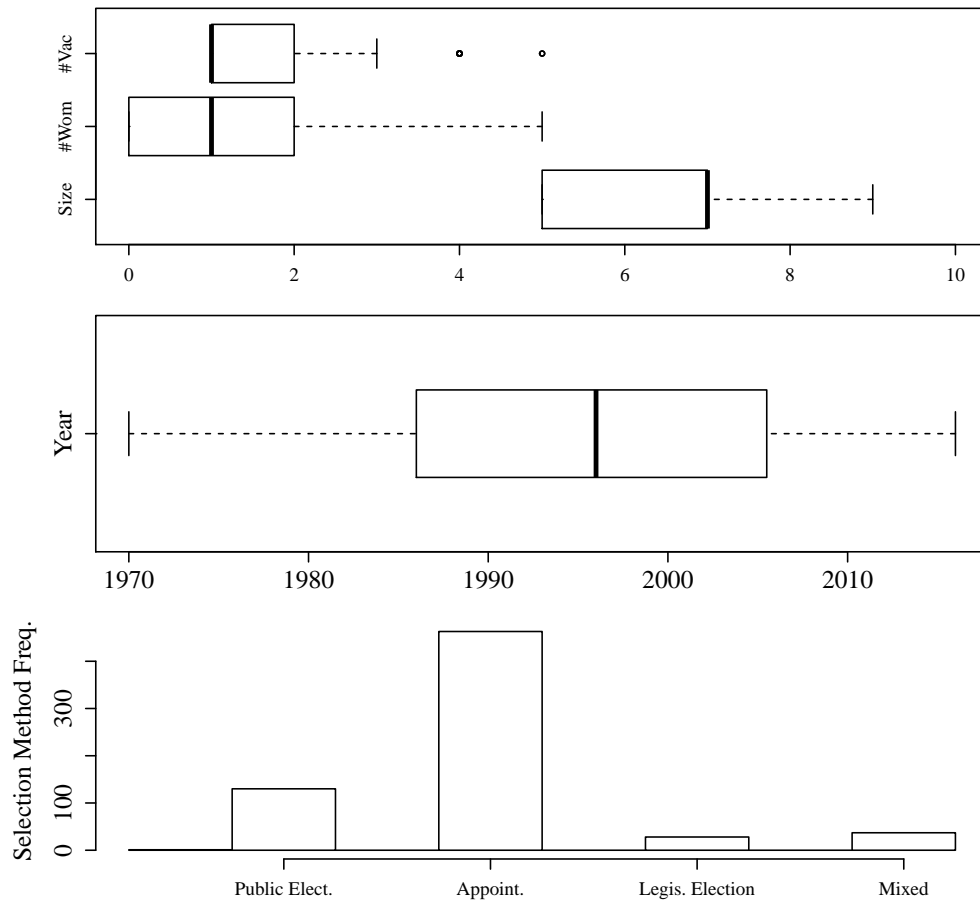 #Vac
#Wom
Size
0 2 4 6 8 10
Year
1970 1980 1990 2000 2010
Selection Method Freq.
300
100
0
Public Elect. Appoint. Legis. Election Mixed